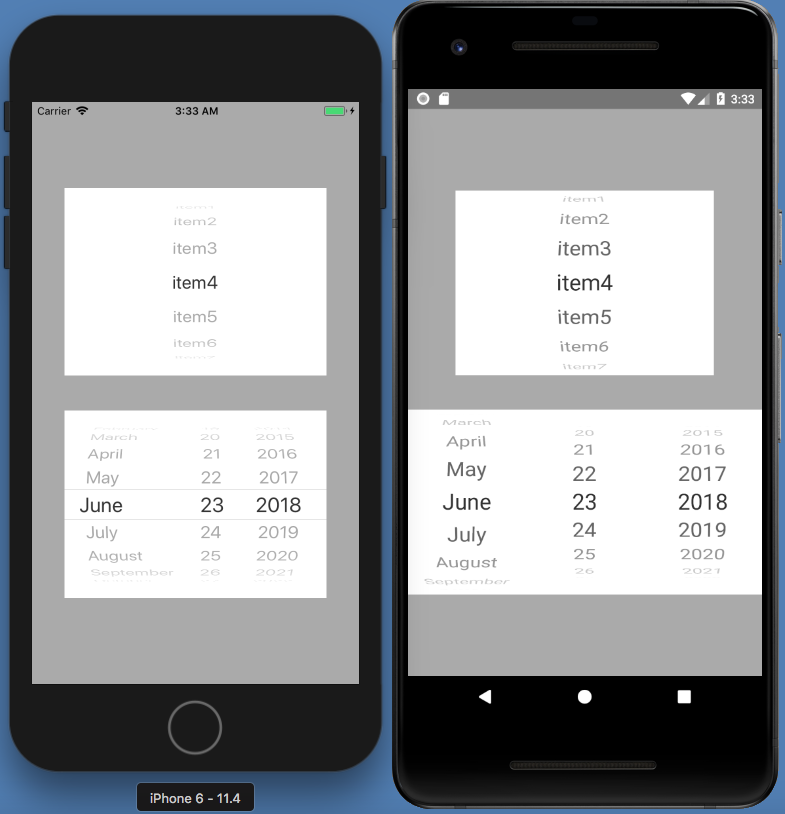 Carrier 3:33 AM
item1
item2
item3
item4
item5
item6
item7
March 20 2015
April 21 2016
May 22 2017
June 23 2018
July 24 2019
August 25 2020
September 26 2021
iPhone 6 - 11.4
3:33
item1
item2
item3
item4
item5
item6
item7
March
April 20 2015
21 2016
May 22 2017
June 23 2018
July 24 2019
August 25 2020
September 26 2021